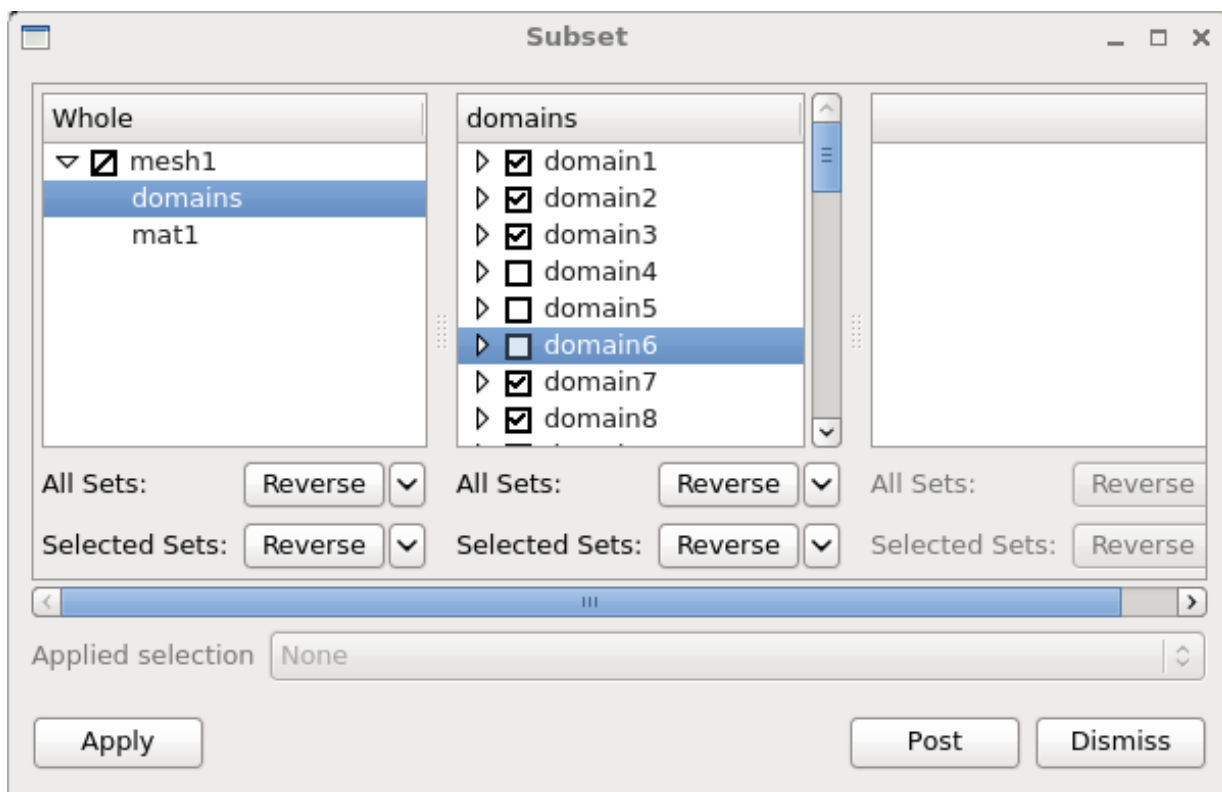 Subset
Whole
mesh1
domains
mat1
domains
domain1
domain2
domain3
domain4
domain5
domain6
domain7
domain8
All Sets: Reverse
Selected Sets: Reverse
All Sets: Reverse
Selected Sets: Reverse
All Sets: Reverse
Selected Sets: Reverse
Applied selection None
Apply Post Dismiss